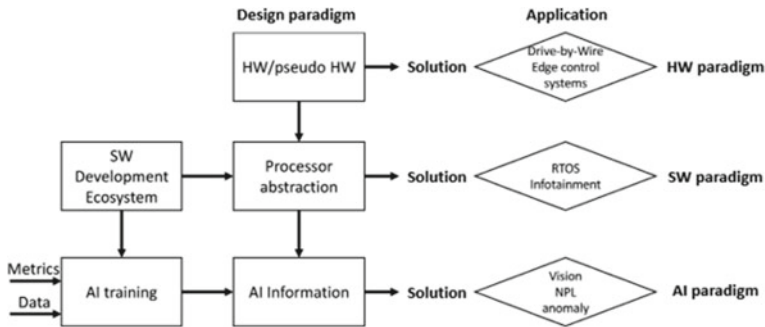 Design paradigm
Application
HW/pseudo HW
Solution
Drive-by-Wire
Edge control
systems
HW paradigm
SW
Development
Ecosystem
Processor
abstraction
Solution
RTOS
Infotainment
SW paradigm
Metrics
Data
AI training
AI Information
Solution
Vision
NPL
anomaly
AI paradigm